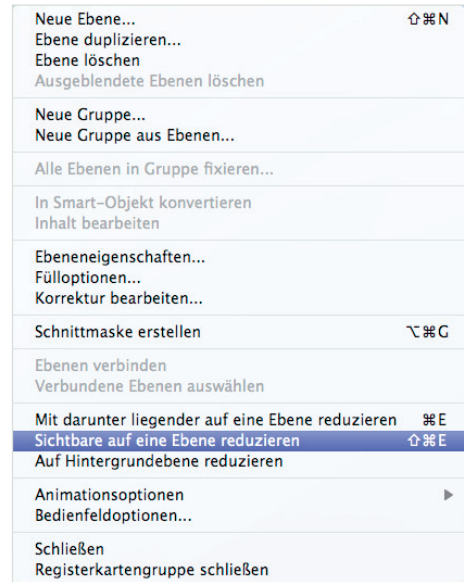 Neue Ebene... ⇧⌘N
Ebene duplizieren...
Ebene löschen
Ausgeblendete Ebenen löschen
Neue Gruppe...
Neue Gruppe aus Ebenen...
Alle Ebenen in Gruppe fixieren...
In Smart-Objekt konvertieren
Inhalt bearbeiten
Ebeneneigenschaften...
Fülloptionen...
Korrektur bearbeiten...
Schnittmaske erstellen ⌥⌘G
Ebenen verbinden
Verbundene Ebenen auswählen
Mit darunter liegender auf eine Ebene reduzieren ⌘E
Sichtbare auf eine Ebene reduzieren ⇧⌘E
Auf Hintergrundebene reduzieren
Animationsoptionen
Bedienfeldoptionen...
Schließen
Registerkartengruppe schließen